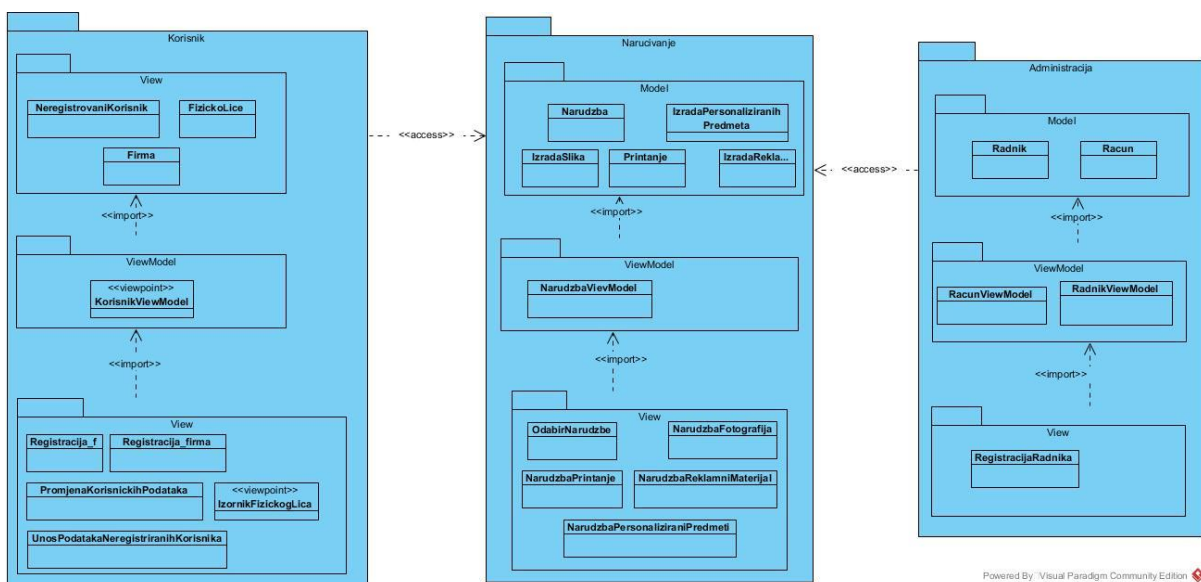 Korisnik
View
NeregistrovaniKorisnik
FizickoLice
Firma
<<import>>
ViewModel
<<viewpoint>>
KorisnikViewModel
<<import>>
View
Registracija_f
Registracija_firma
PromjenaKorisnickihPodataka
<<viewpoint>>
IzornikFizickogLica
UnosPodatakaNeregistriranihKorisnika
<<access>>
Narucivanje
Model
Narudzba
IzradaPersonaliziranih
Predmeta
IzradaSlika
Printanje
IzradaRekla...
<<import>>
ViewModel
NarudzbaVievModel
<<import>>
View
OdabirNarudzbe
NarudzbaFotografija
NarudzbaPrintanje
NarudzbaReklamniMaterijal
NarudzbaPersonaliziraniPredmeti
<<access>>
Administracija
Model
Radnik
Racun
<<import>>
ViewModel
RacunViewModel
RadnikViewModel
<<import>>
View
RegistracijaRadnika
Powered By Visual Paradigm Community Edition